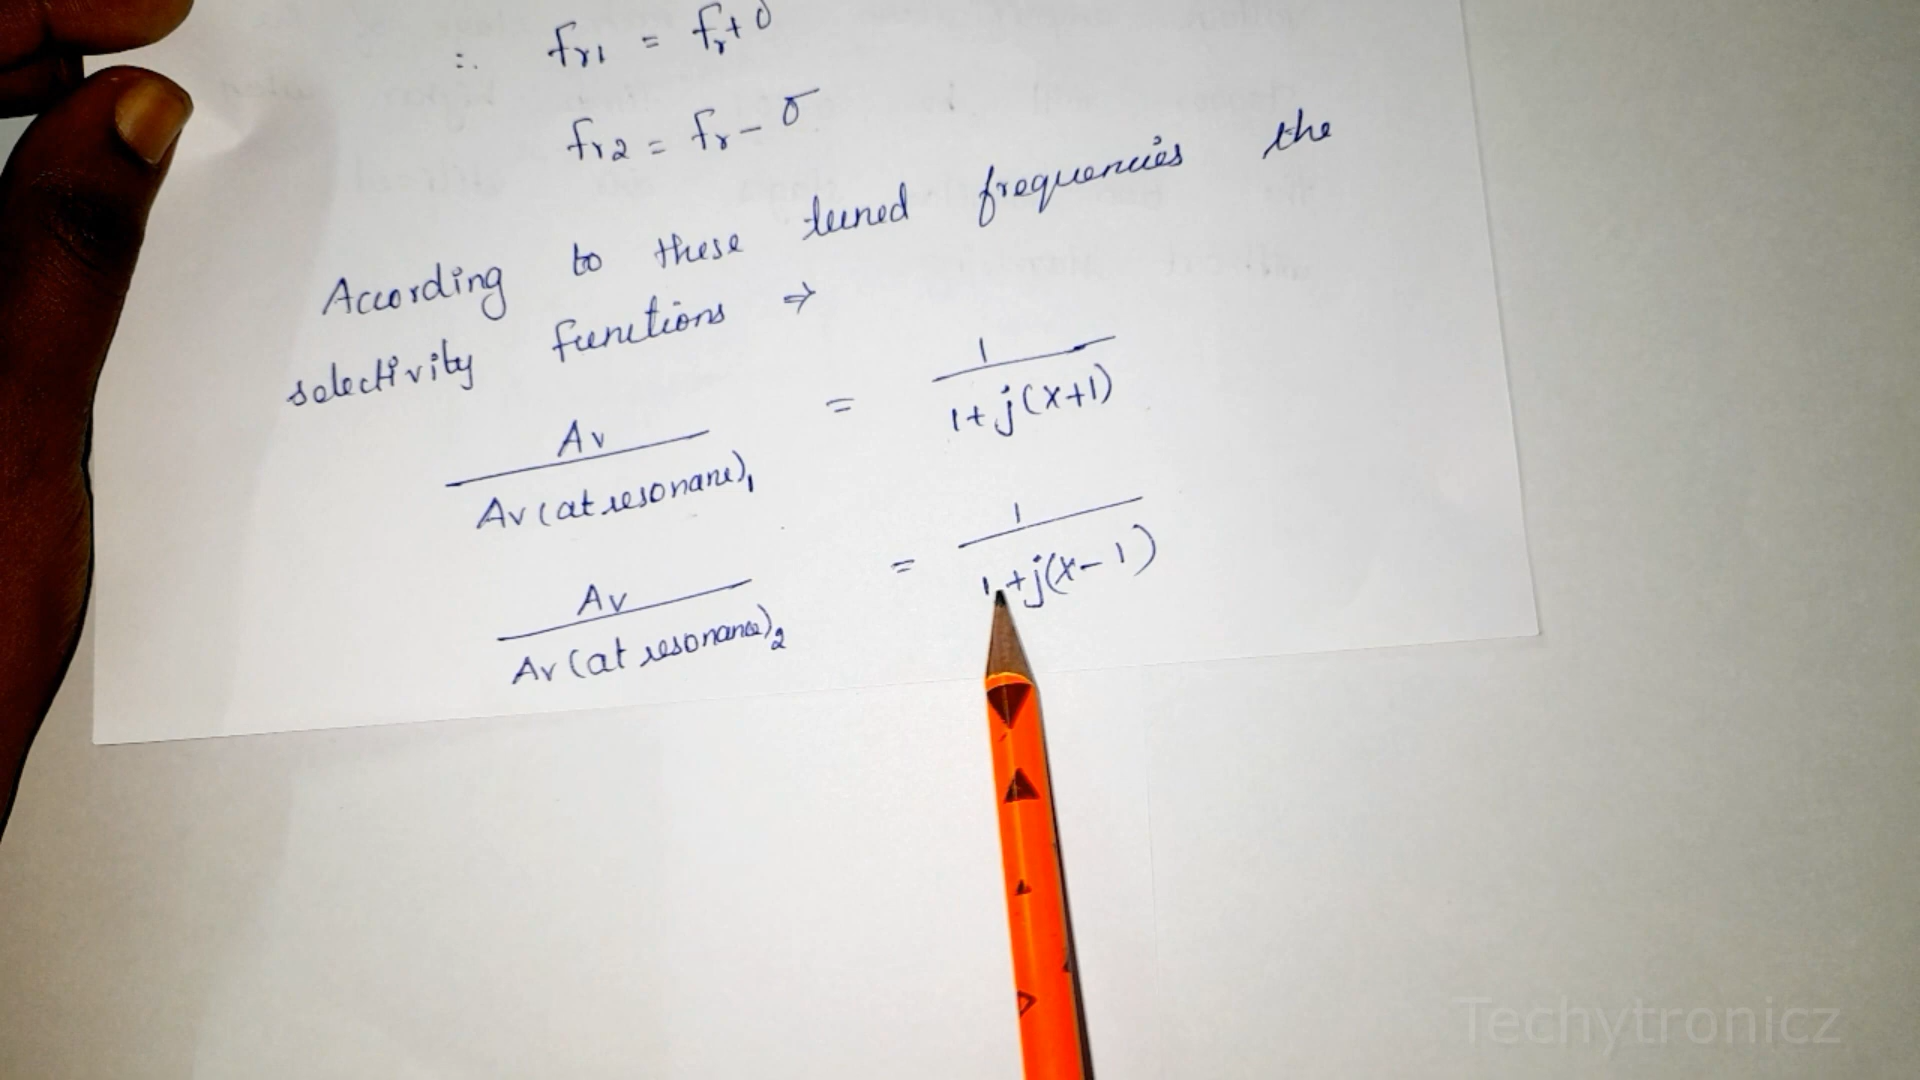 ∴ fr1 = fr + δ
fr2 = fr - δ
According to these tuned frequencies the
selectivity functions ⇒
Av / Av (at resonane)1 = 1 / 1+j(x+1)
Av / Av (at resonance)2 = 1 / 1+j(x-1)
Techytronicz